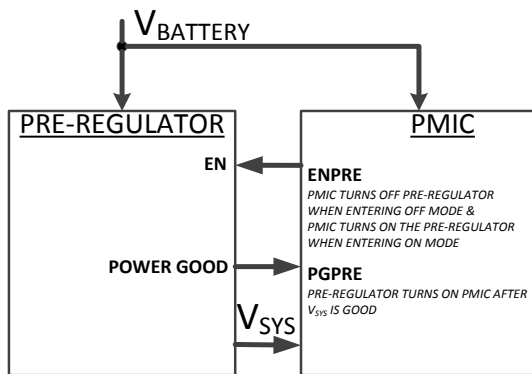 VBATTERY
PRE-REGULATOR
EN
POWER GOOD
VSYS
PMIC
ENPRE
PMIC TURNS OFF PRE-REGULATOR
WHEN ENTERING OFF MODE &
PMIC TURNS ON THE PRE-REGULATOR
WHEN ENTERING ON MODE
PGPRE
PRE-REGULATOR TURNS ON PMIC AFTER
VSYS IS GOOD